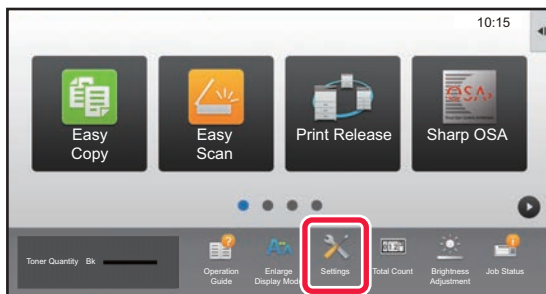 10:15
Easy
Copy
Easy
Scan
Print Release
Sharp OSA
OSA
Toner Quantity Bk
Operation
Guide
Enlarge
Display Mode
Settings
Total Count
Brightness
Adjustment
Job Status